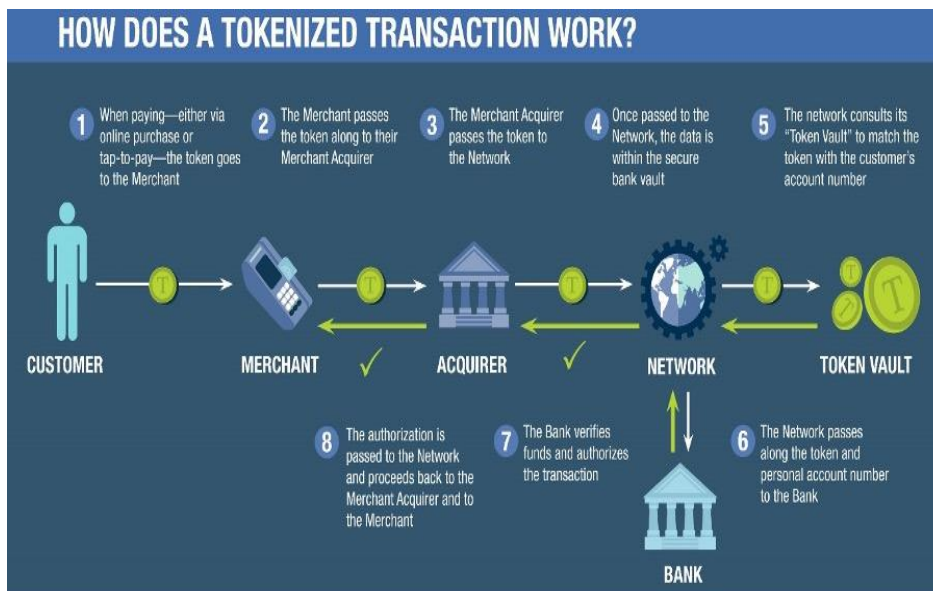 HOW DOES A TOKENIZED TRANSACTION WORK?
1
When paying—either via
online purchase or
tap-to-pay—the token goes
to the Merchant
2
The Merchant passes
the token along to their
Merchant Acquirer
3
The Merchant Acquirer
passes the token to
the Network
4
Once passed to the
Network, the data is
within the secure
bank vault
5
The network consults its
“Token Vault” to match the
token with the customer’s
account number
T
T
T
T
T
T
T
CUSTOMER
MERCHANT
ACQUIRER
NETWORK
TOKEN VAULT
8
The authorization is
passed to the Network
and proceeds back to the
Merchant Acquirer and to
the Merchant
7
The Bank verifies
funds and authorizes
the transaction
6
The Network passes
along the token and
personal account number
to the Bank
BANK